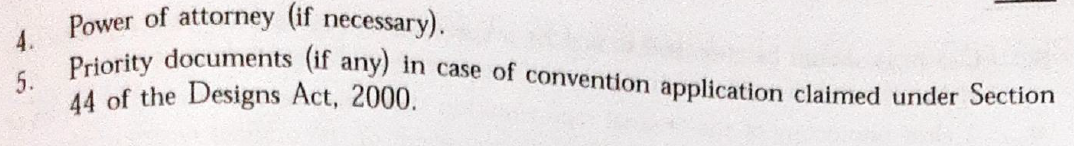 4. Power of attorney (if necessary).
5. Priority documents (if any) in case of convention application claimed under Section
44 of the Designs Act, 2000.